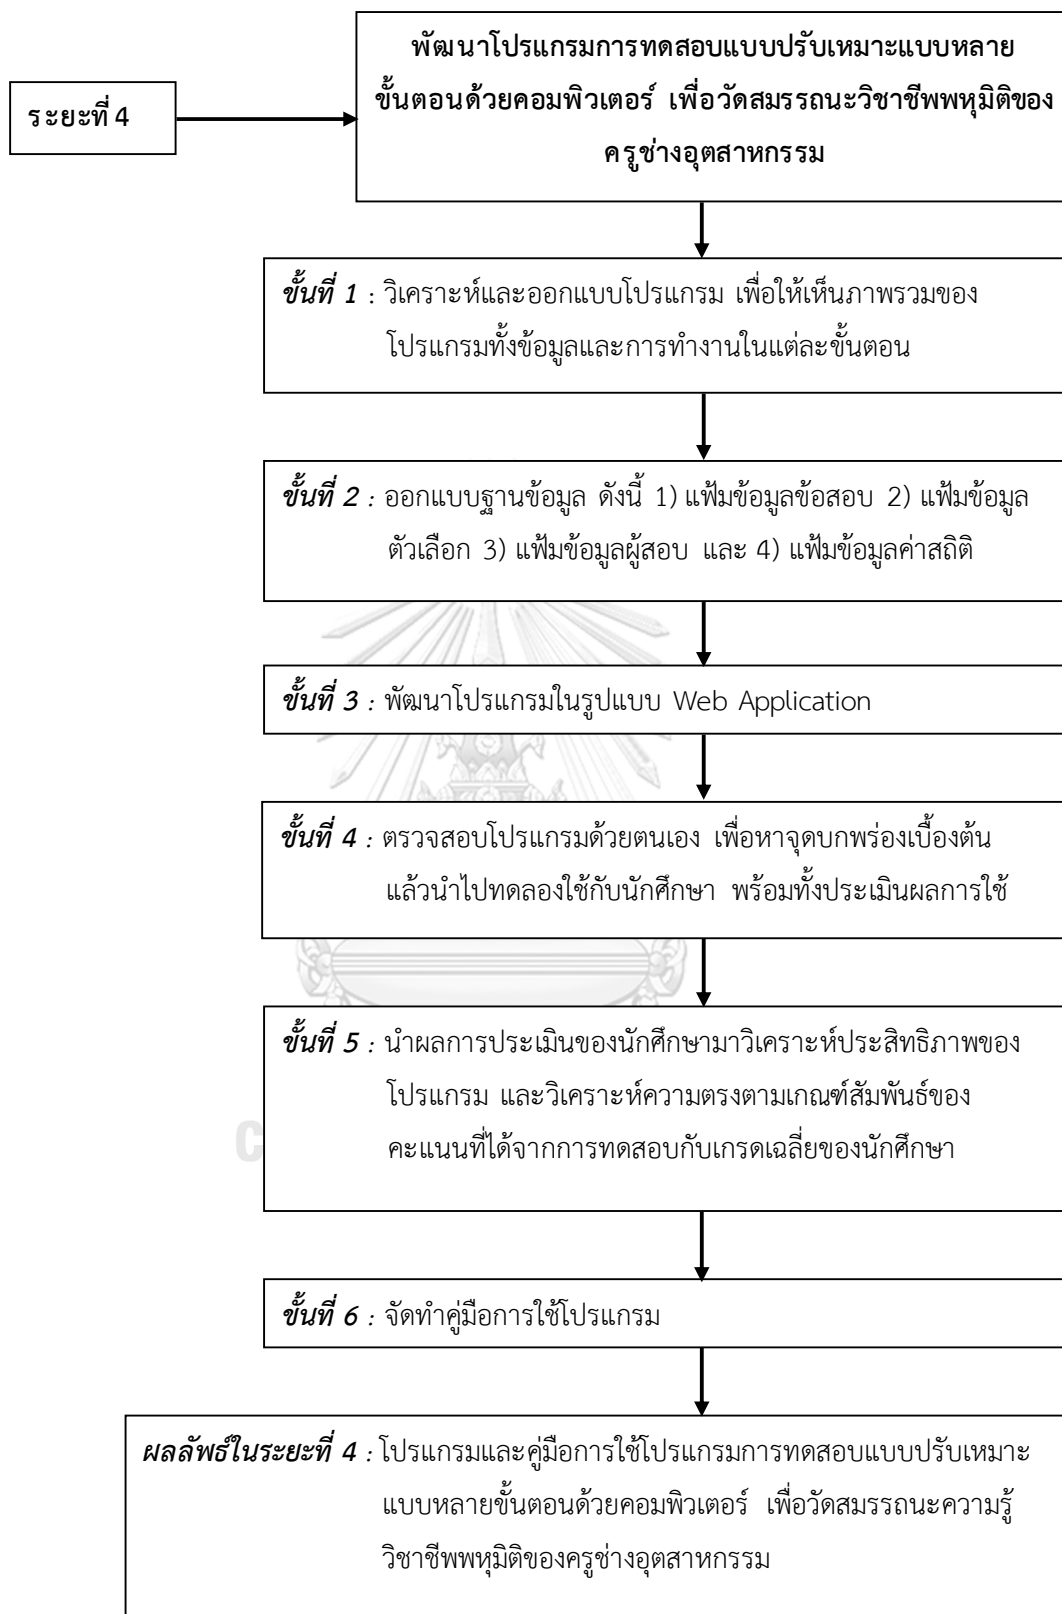 พัฒนาโปรแกรมการทดสอบแบบปรับเหมาะแบบหลาย
ขั้นตอนด้วยคอมพิวเตอร์ เพื่อวัดสมรรถนะวิชาชีพพหุมิติของ
ครูช่างอุตสาหกรรม
ระยะที่ 4
ขั้นที่ 1 : วิเคราะห์และออกแบบโปรแกรม เพื่อให้เห็นภาพรวมของ
โปรแกรมทั้งข้อมูลและการทำงานในแต่ละขั้นตอน
ขั้นที่ 2 : ออกแบบฐานข้อมูล ดังนี้ 1) แฟ้มข้อมูลข้อสอบ 2) แฟ้มข้อมูล
ตัวเลือก 3) แฟ้มข้อมูลผู้สอบ และ 4) แฟ้มข้อมูลค่าสถิติ
ขั้นที่ 3 : พัฒนาโปรแกรมในรูปแบบ Web Application
ขั้นที่ 4 : ตรวจสอบโปรแกรมด้วยตนเอง เพื่อหาจุดบกพร่องเบื้องต้น
แล้วนำไปทดลองใช้กับนักศึกษา พร้อมทั้งประเมินผลการใช้
ขั้นที่ 5 : นำผลการประเมินของนักศึกษามาวิเคราะห์ประสิทธิภาพของ
โปรแกรม และวิเคราะห์ความตรงตามเกณฑ์สัมพันธ์ของ
คะแนนที่ได้จากการทดสอบกับเกรดเฉลี่ยของนักศึกษา
ขั้นที่ 6 : จัดทำคู่มือการใช้โปรแกรม
ผลลัพธ์ในระยะที่ 4 : โปรแกรมและคู่มือการใช้โปรแกรมการทดสอบแบบปรับเหมาะ
แบบหลายขั้นตอนด้วยคอมพิวเตอร์ เพื่อวัดสมรรถนะความรู้
วิชาชีพพหุมิติของครูช่างอุตสาหกรรม